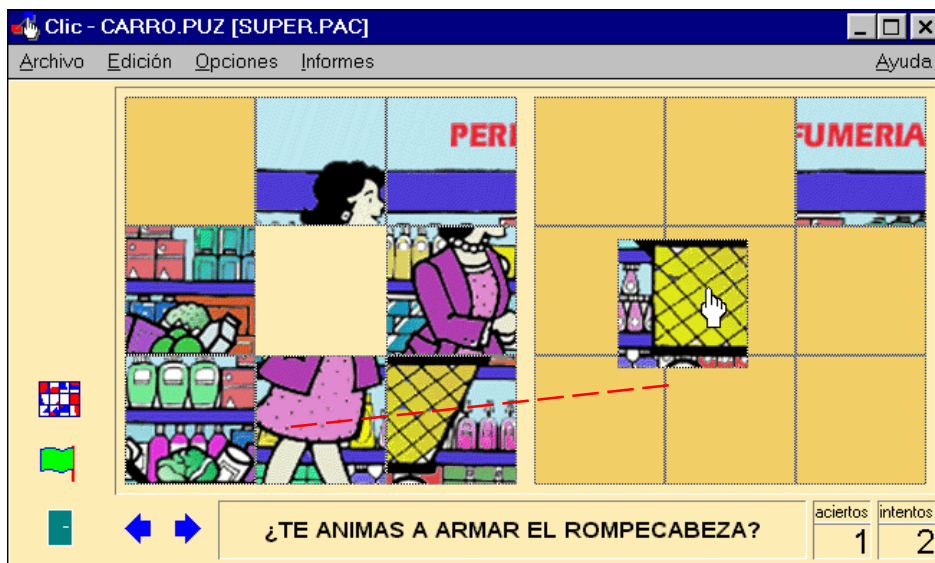 Clic - CARRO.PUZ [SUPER.PAC]
Archivo Edición Opciones Informes Ayuda
PERF
FUMERIA
¿TE ANIMAS A ARMAR EL ROMPECABEZA?
aciertos intentos
1 2